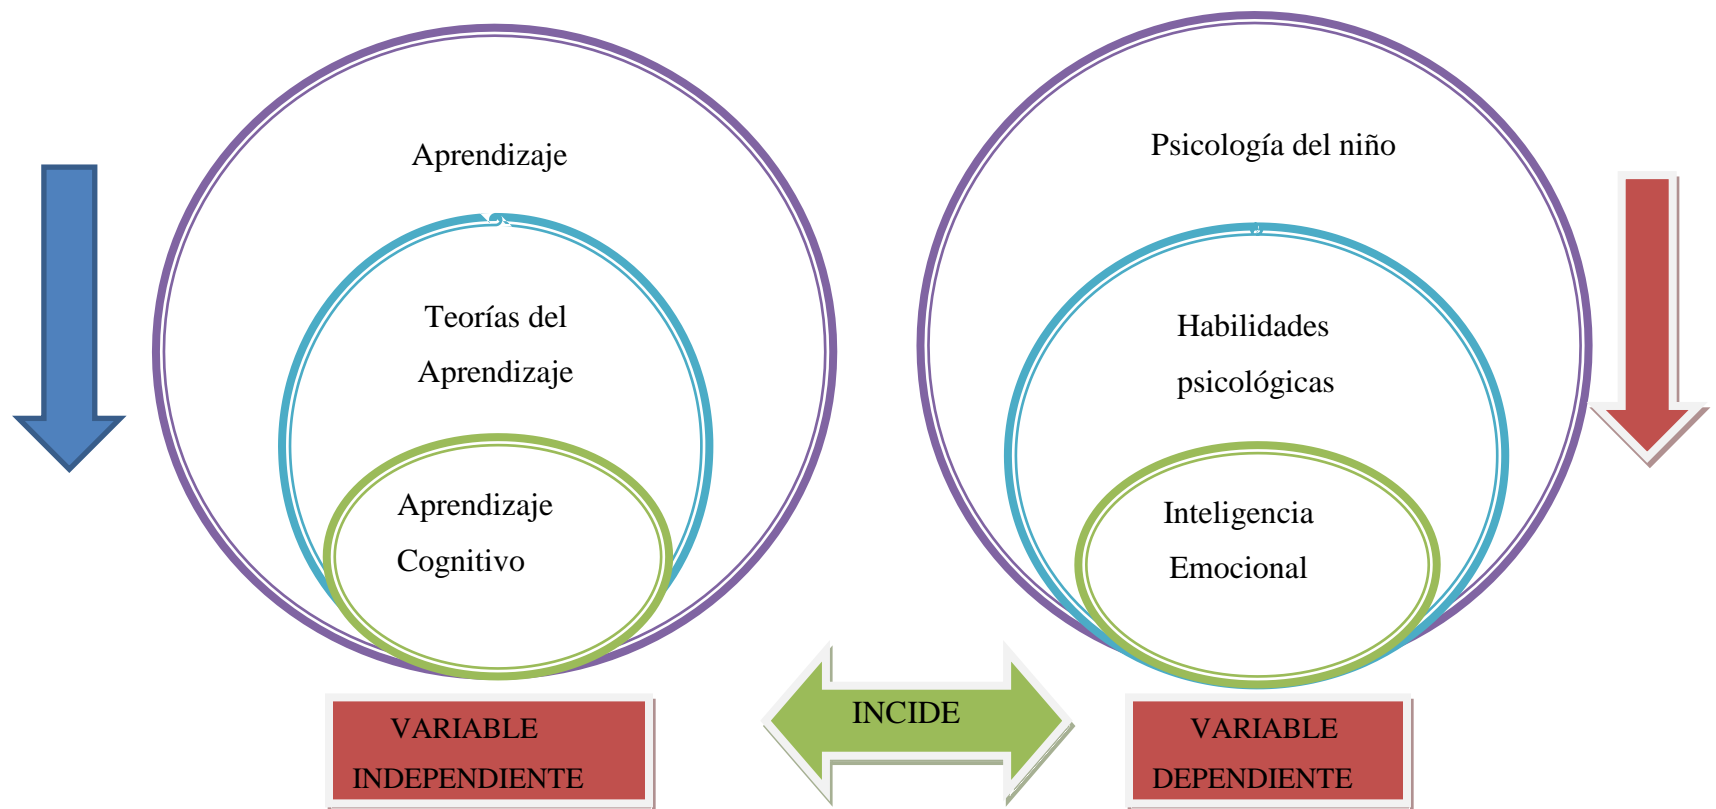 Aprendizaje
Teorías del
Aprendizaje
Aprendizaje
Cognitivo
VARIABLE
INDEPENDIENTE
INCIDE
Psicología del niño
Habilidades
psicológicas
Inteligencia
Emocional
VARIABLE
DEPENDIENTE